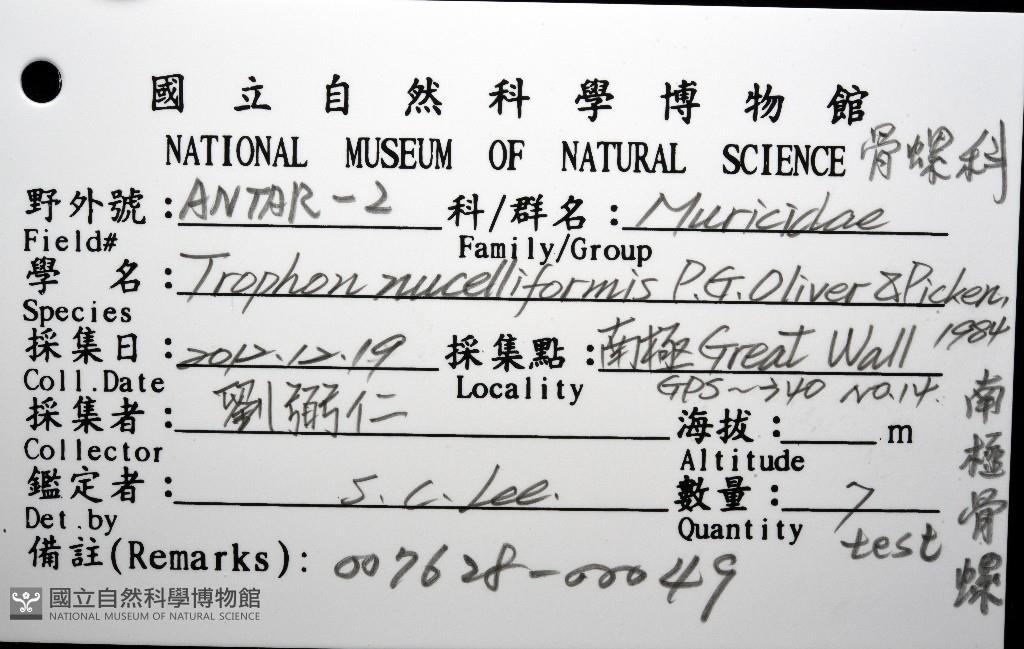 國立自然科學博物館
NATIONAL MUSEUM OF NATURAL SCIENCE 骨螺科
野外號：ANTAR-2 科/群名：Muricidae
Field# Family/Group
學名：Trophon nucelliformis P.G.Oliver & Picken,
Species 1984
採集日：2012.12.19 採集點：南極 Great Wall
Coll.Date Locality GPS~→340 NO.14.
採集者：劉弼仁 海拔：m
Collector Altitude
鑑定者：S.C.Lee. 數量：7
Det.by Quantity test
備註(Remarks)：007628-00049
南極骨螺
國立自然科學博物館
NATIONAL MUSEUM OF NATURAL SCIENCE